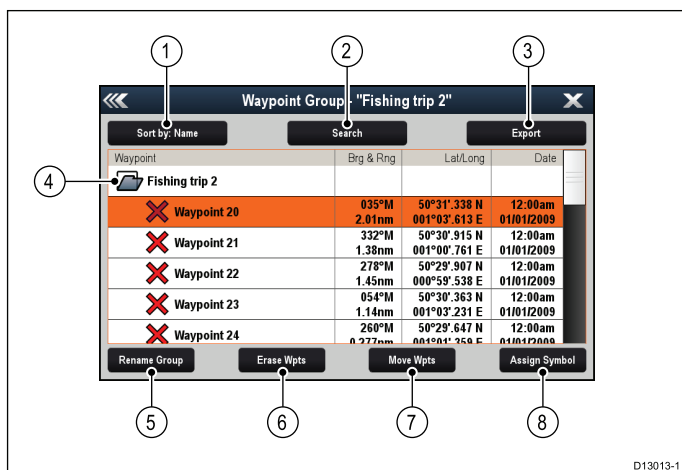 1 2 3
Waypoint Group - "Fishing trip 2"
Sort by: Name Search Export
Waypoint Brg & Rng Lat/Long Date
4 Fishing trip 2
Waypoint 20 035°M 50°31'.338 N 12:00am
2.01nm 001°03'.613 E 01/01/2009
Waypoint 21 332°M 50°30'.915 N 12:00am
1.38nm 001°00'.761 E 01/01/2009
Waypoint 22 278°M 50°29'.907 N 12:00am
1.45nm 000°59'.538 E 01/01/2009
Waypoint 23 054°M 50°30'.363 N 12:00am
1.14nm 001°03'.231 E 01/01/2009
Waypoint 24 260°M 50°29'.647 N 12:00am
0.277nm 001°01'.359 E 01/01/2009
Rename Group Erase Wpts Move Wpts Assign Symbol
5 6 7 8
D13013-1